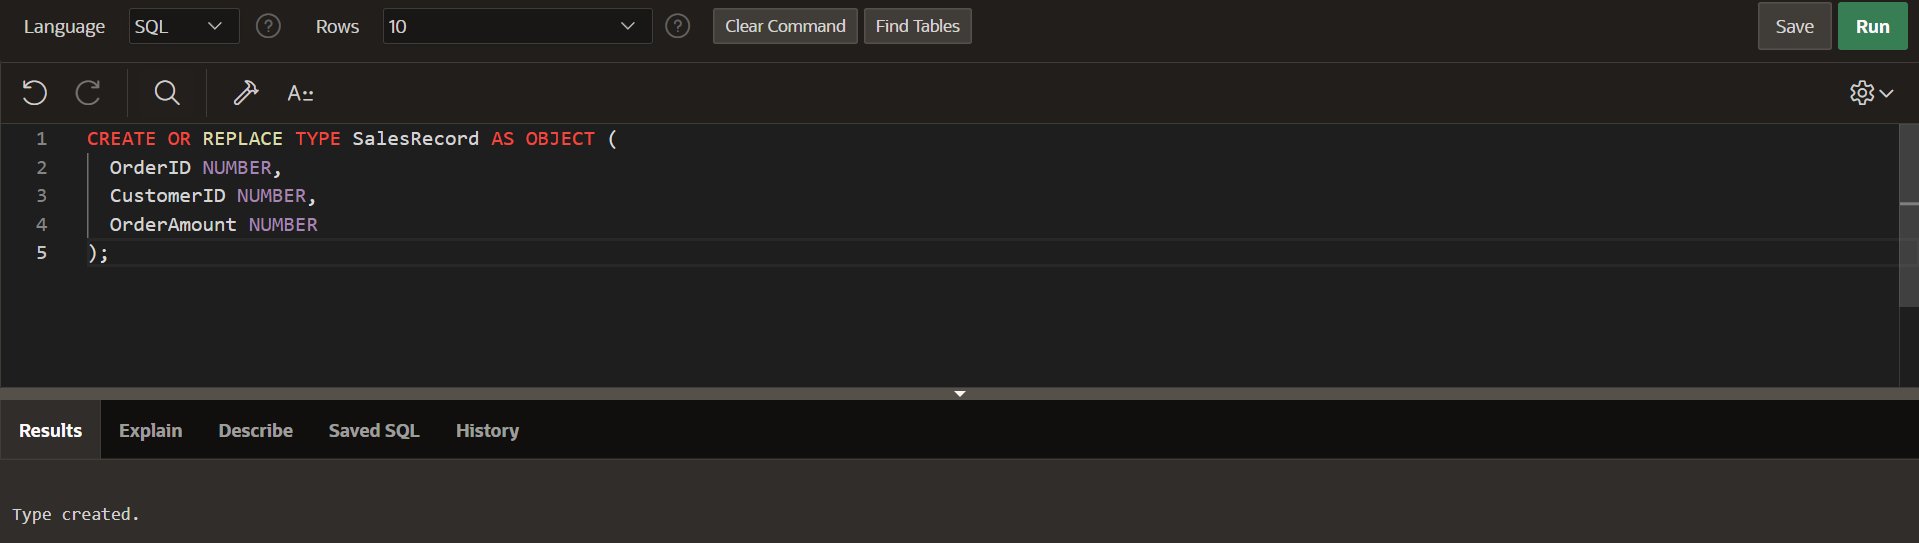 Language SQL ? Rows 10 ? Clear Command Find Tables Save Run
A
1 CREATE OR REPLACE TYPE SalesRecord AS OBJECT (
2 OrderID NUMBER,
3 CustomerID NUMBER,
4 OrderAmount NUMBER
5 );
Results Explain Describe Saved SQL History
Type created.